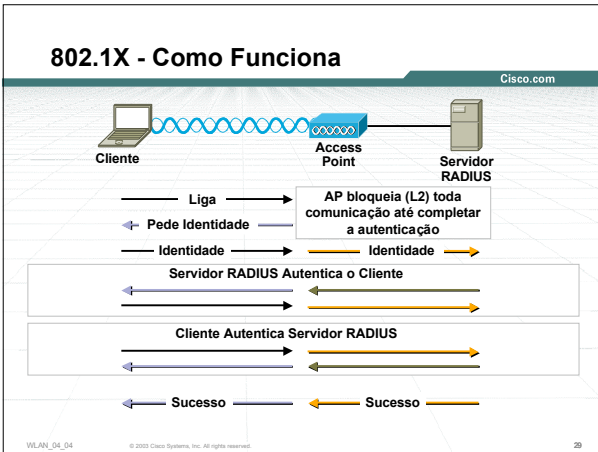 802.1X - Como Funciona
Cisco.com
Cliente
Access
Point
Servidor
RADIUS
Liga
AP bloqueia (L2) toda
comunicação até completar
a autenticação
Pede Identidade
Identidade
Identidade
Servidor RADIUS Autentica o Cliente
Cliente Autentica Servidor RADIUS
Sucesso
Sucesso
WLAN_04_04
© 2003 Cisco Systems, Inc. All rights reserved.
29